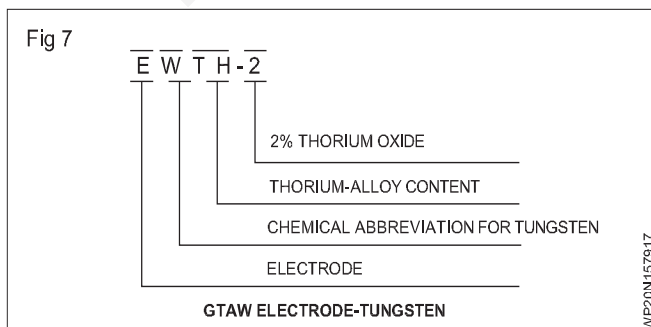 Fig 7
E W T H - 2
2% THORIUM OXIDE
THORIUM-ALLOY CONTENT
CHEMICAL ABBREVIATION FOR TUNGSTEN
ELECTRODE
GTAW ELECTRODE-TUNGSTEN
WP20N157917